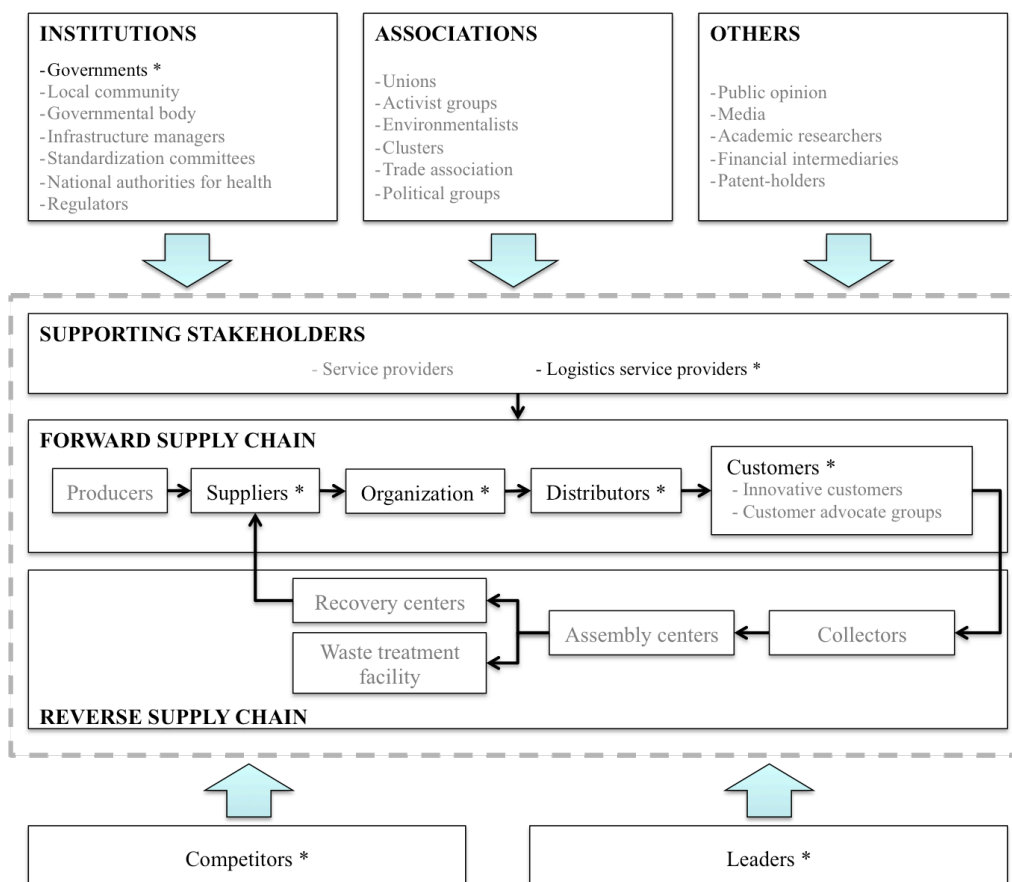 INSTITUTIONS
-Governments *
-Local community
-Governmental body
-Infrastructure managers
-Standardization committees
-National authorities for health
-Regulators
ASSOCIATIONS
-Unions
-Activist groups
-Environmentalists
-Clusters
-Trade association
-Political groups
OTHERS
-Public opinion
-Media
-Academic researchers
-Financial intermediaries
-Patent-holders
SUPPORTING STAKEHOLDERS
- Service providers
- Logistics service providers *
FORWARD SUPPLY CHAIN
Producers
Suppliers *
Organization *
Distributors *
Customers *
- Innovative customers
- Customer advocate groups
Recovery centers
Waste treatment
facility
Assembly centers
Collectors
REVERSE SUPPLY CHAIN
Competitors *
Leaders *